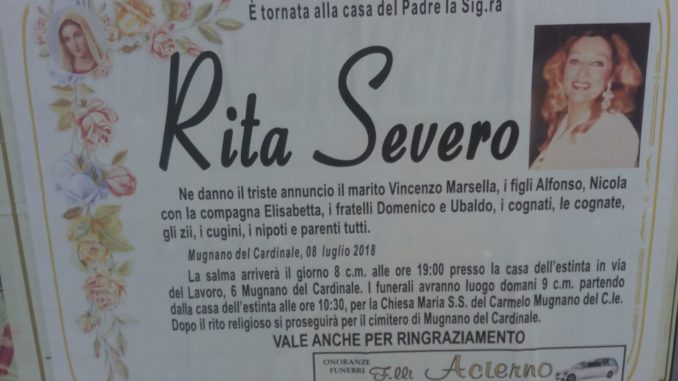 È tornata alla casa del Padre la Sig.ra
Rita Severo
Ne danno il triste annuncio il marito Vincenzo Marsella, i figli Alfonso, Nicola
con la compagna Elisabetta, i fratelli Domenico e Ubaldo, i cognati, le cognate,
gli zii, i cugini, i nipoti e parenti tutti.
Mugnano del Cardinale, 08 luglio 2018
La salma arriverà il giorno 8 c.m. alle ore 19:00 presso la casa dell'estinta in via
del Lavoro, 6 Mugnano del Cardinale. I funerali avranno luogo domani 9 c.m. partendo
dalla casa dell'estinta alle ore 10:30, per la Chiesa Maria S.S. del Carmelo Mugnano del C.le.
Dopo il rito religioso si proseguirà per il cimitero di Mugnano del Cardinale.
VALE ANCHE PER RINGRAZIAMENTO
ONORANZE
FUNEBRI F.lli Acierno